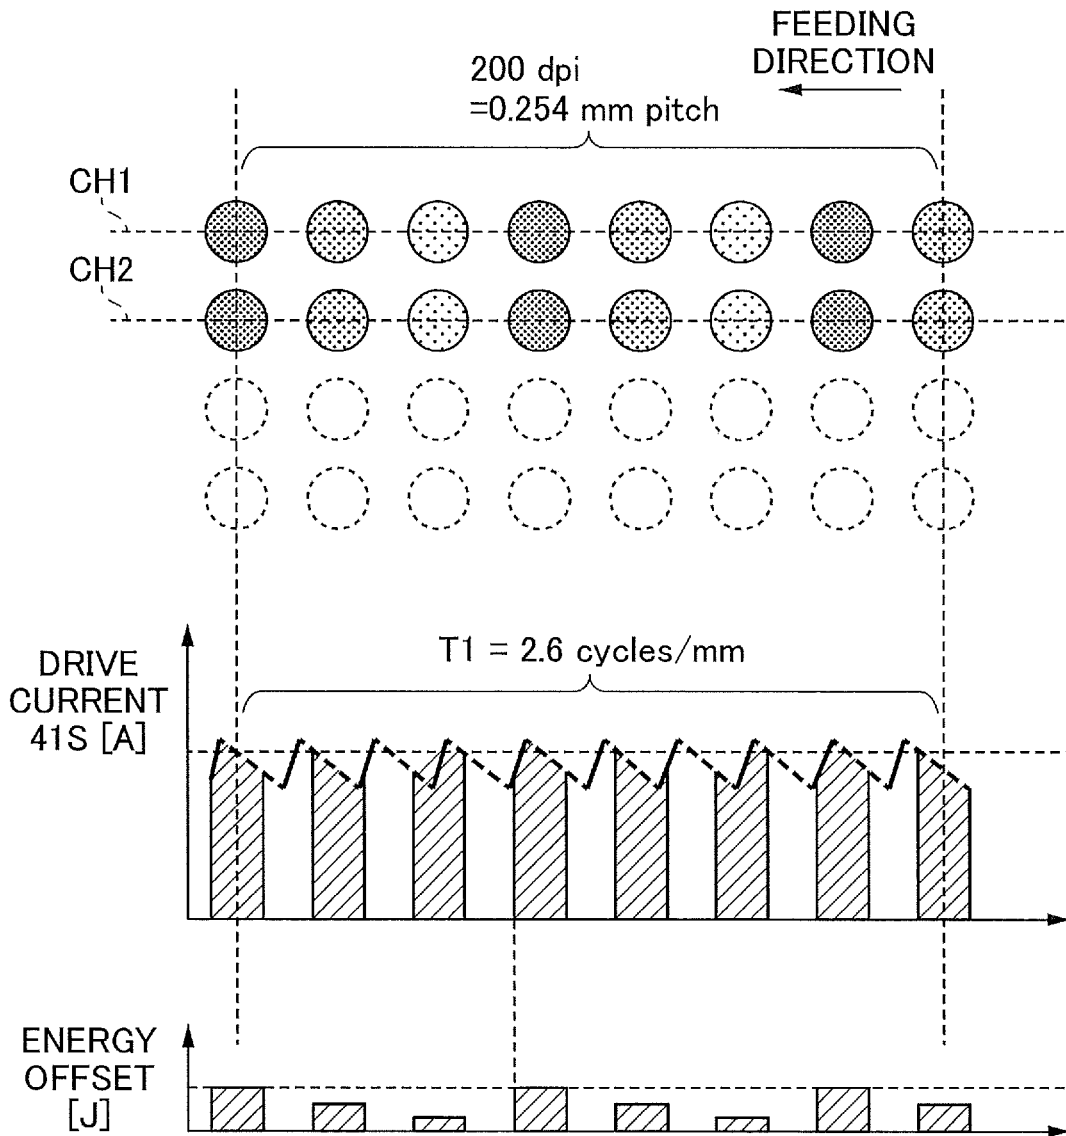 FEEDING
DIRECTION
200 dpi
=0.254 mm pitch
CH1
CH2
T1 = 2.6 cycles/mm
DRIVE
CURRENT
41S [A]
ENERGY
OFFSET
[J]